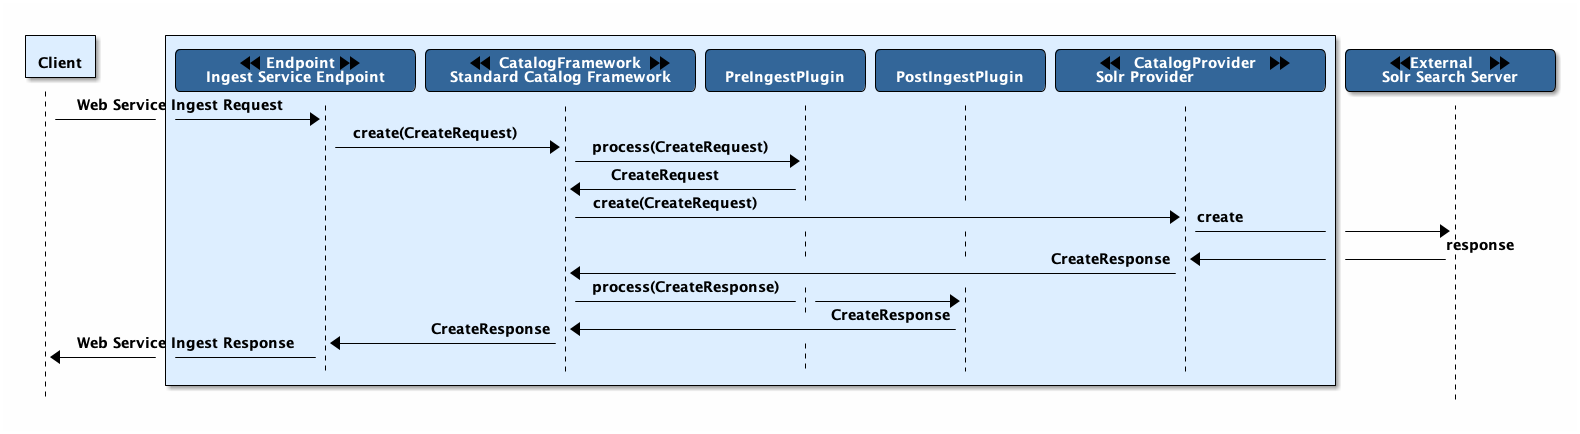 Client
Endpoint
Ingest Service Endpoint
CatalogFramework
Standard Catalog Framework
PreIngestPlugin
PostIngestPlugin
CatalogProvider
Solr Provider
External
Solr Search Server
Web Service Ingest Request
create(CreateRequest)
process(CreateRequest)
CreateRequest
create(CreateRequest)
create
response
CreateResponse
process(CreateResponse)
CreateResponse
CreateResponse
Web Service Ingest Response